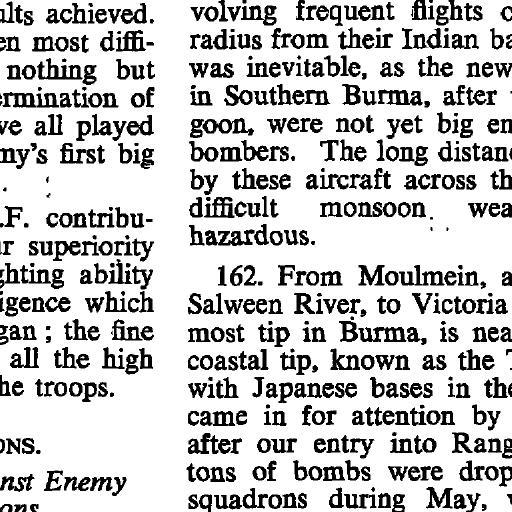 ults achieved.
en most diffi-
nothing but
ermination of
ve all played
my's first big
.F. contribu-
ur superiority
ghting ability
igence which
gan ; the fine
all the high
he troops.
ONS.
nst Enemy
ons
volving frequent flights o
radius from their Indian ba
was inevitable, as the new
in Southern Burma, after
goon, were not yet big en
bombers. The long distanc
by these aircraft across th
difficult monsoon wea
hazardous.
162. From Moulmein, a
Salween River, to Victoria
most tip in Burma, is nea
coastal tip, known as the T
with Japanese bases in the
came in for attention by
after our entry into Rang
tons of bombs were drop
squadrons during May, w